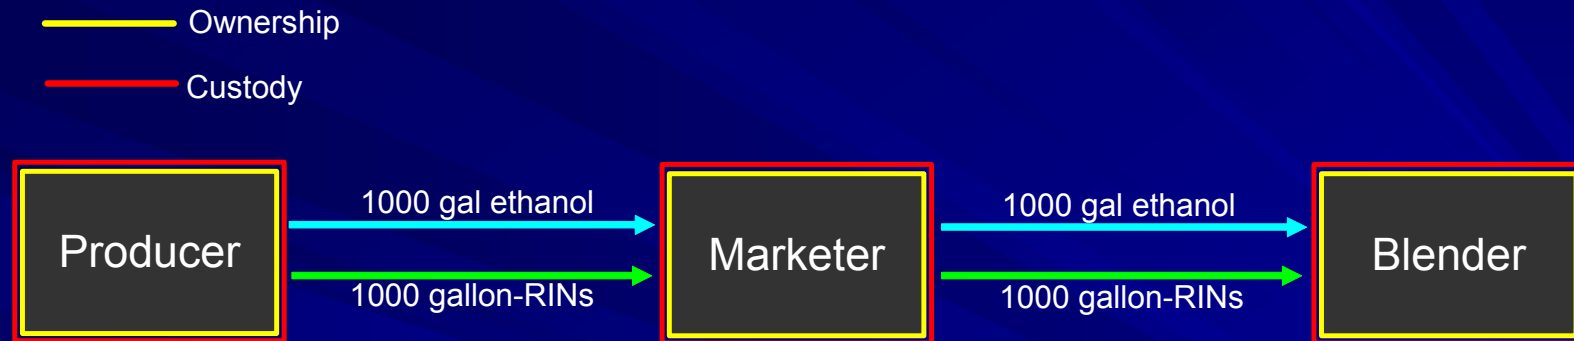 Ownership
Custody
Producer
1000 gal ethanol
1000 gallon-RINs
Marketer
1000 gal ethanol
1000 gallon-RINs
Blender